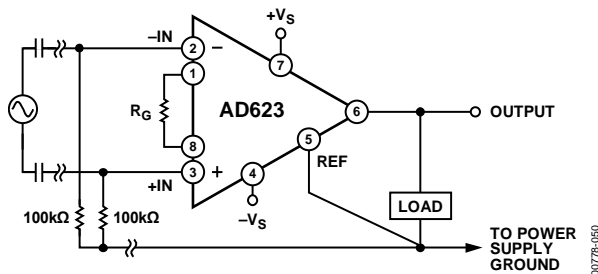 –IN
+VS
2
–
7
1
RG
AD623
6
OUTPUT
5
REF
8
3
+
4
+IN
–VS
100kΩ
100kΩ
LOAD
TO POWER
SUPPLY
GROUND
00778-050